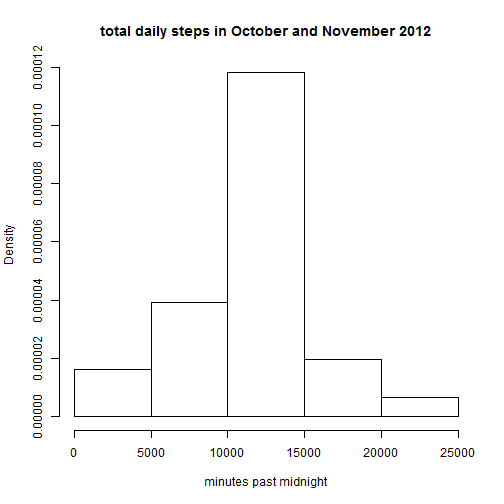 total daily steps in October and November 2012
Density
0.00012
0.00010
0.00008
0.00006
0.00004
0.00002
0.00000
0 5000 10000 15000 20000 25000
minutes past midnight